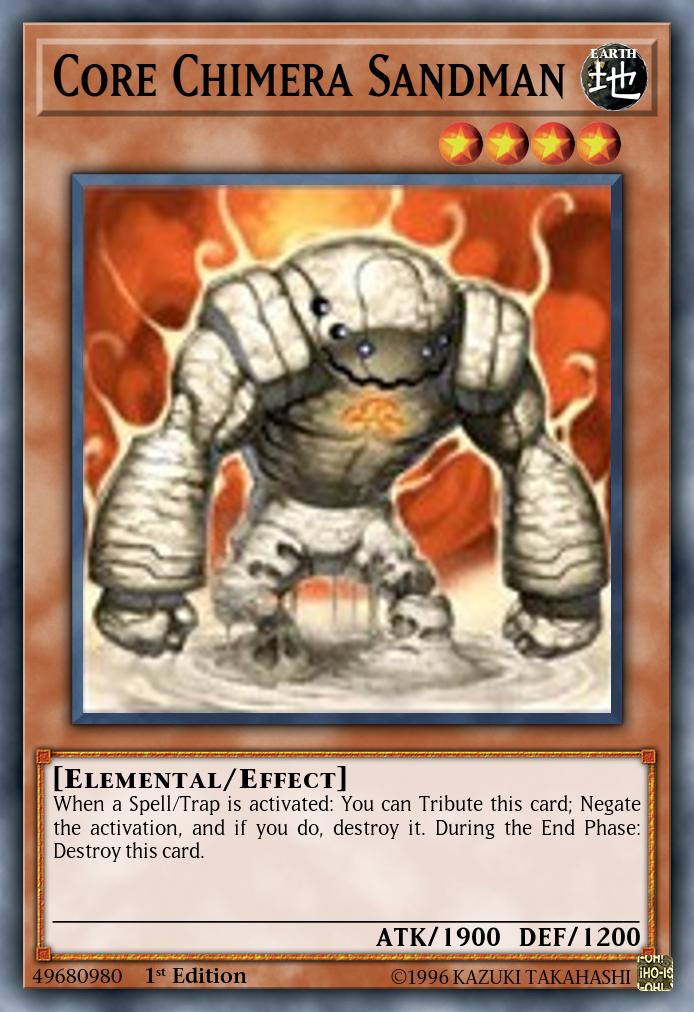 CORE CHIMERA SANDMAN
EARTH
地
[ELEMENTAL/EFFECT]
When a Spell/Trap is activated: You can Tribute this card; Negate
the activation, and if you do, destroy it. During the End Phase:
Destroy this card.
ATK/1900 DEF/1200
49680980 1st Edition ©1996 KAZUKI TAKAHASHI